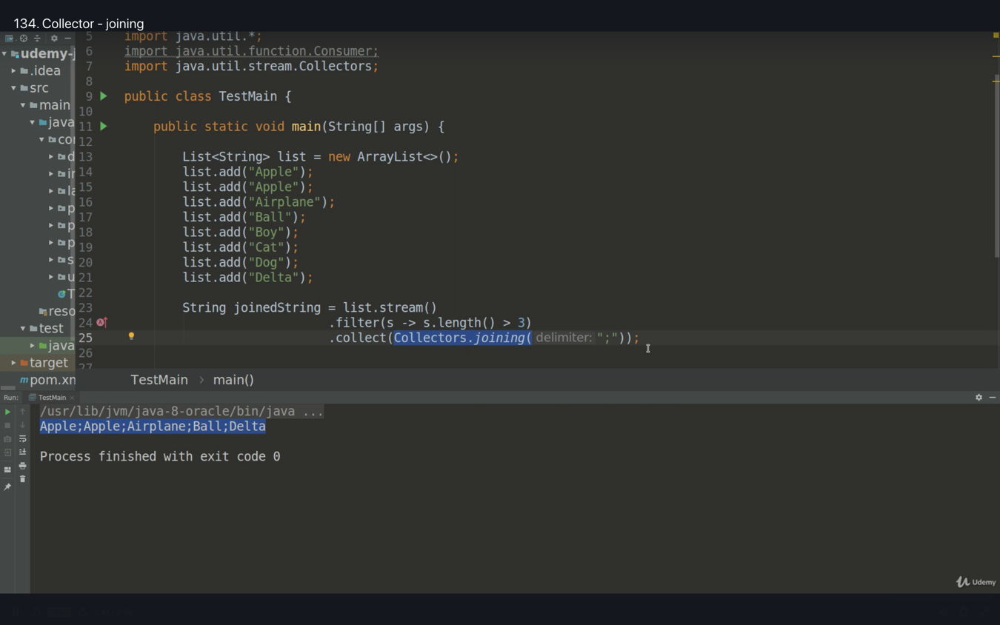 134. Collector - joining
udemy-j
.idea
src
main
java
co
d
i
la
p
p
p
s
u
T
reso
test
java
target
pom.xn
5 import java.util.*;
6 import java.util.function.Consumer;
7 import java.util.stream.Collectors;
8
9 public class TestMain {
10
11 public static void main(String[] args) {
12
13 List<String> list = new ArrayList<>();
14 list.add("Apple");
15 list.add("Apple");
16 list.add("Airplane");
17 list.add("Ball");
18 list.add("Boy");
19 list.add("Cat");
20 list.add("Dog");
21 list.add("Delta");
22
23 String joinedString = list.stream()
24 .filter(s -> s.length() > 3)
25 .collect(Collectors.joining( delimiter: ";"));
26
27
TestMain > main()
Run: TestMain
/usr/lib/jvm/java-8-oracle/bin/java ...
Apple;Apple;Airplane;Ball;Delta
Process finished with exit code 0
Udemy